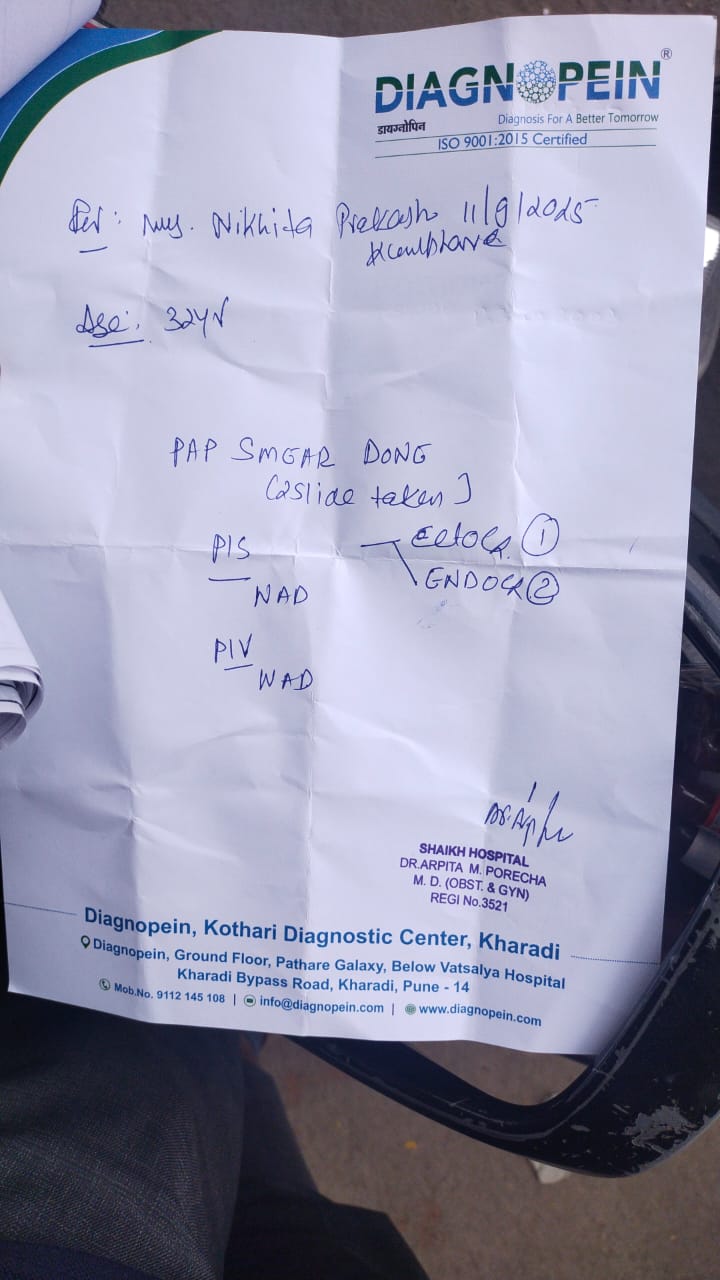 DIAGNOPEIN®
डायग्नोपिन
Diagnosis For A Better Tomorrow
ISO 9001:2015 Certified
Nikhita Prakash 11/9/2025
Age: 32yr
PAP SMEAR DONE
(2slide taken)
P/S
NAD
Ectocx. ①
ENDOCx ②
P/V
NAD
SHAIKH HOSPITAL
DR.ARPITA M. PORECHA
M. D. (OBST. & GYN)
REGI No.3521
Diagnopein, Kothari Diagnostic Center, Kharadi
Diagnopein, Ground Floor, Pathare Galaxy, Below Vatsalya Hospital
Kharadi Bypass Road, Kharadi, Pune - 14
Mob.No. 9112 145 108 | info@diagnopein.com | www.diagnopein.com